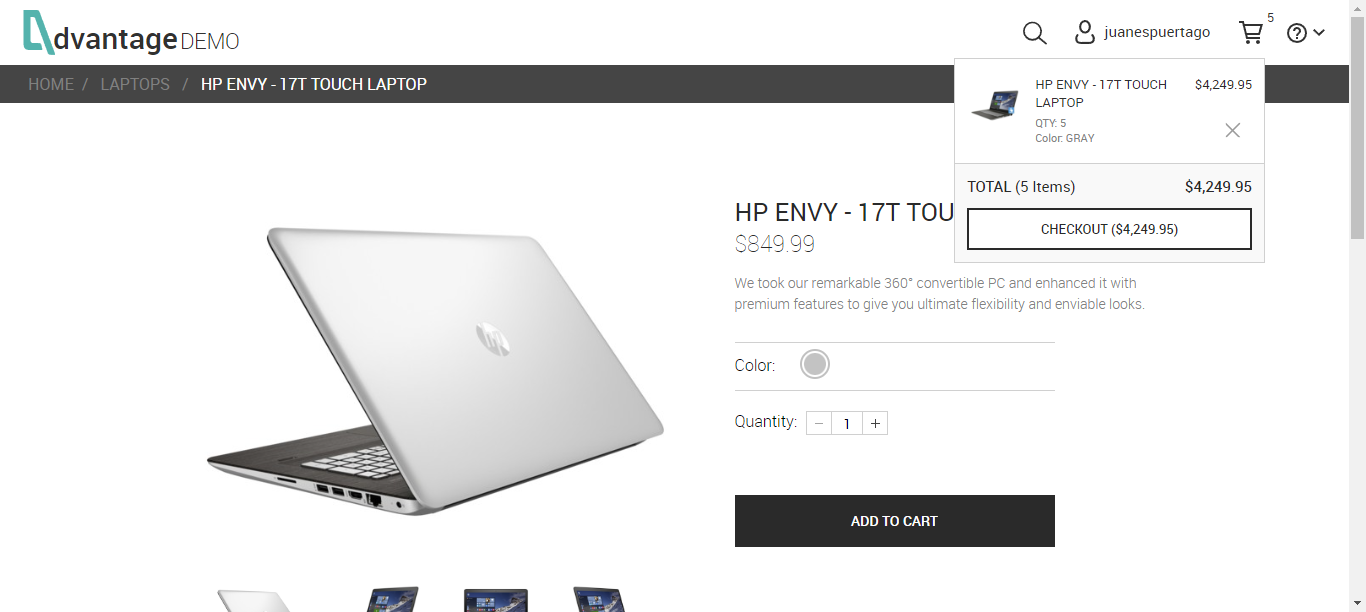 Advantage DEMO
juanespuertago
5
?
HOME / LAPTOPS / HP ENVY - 17T TOUCH LAPTOP
HP ENVY - 17T TOUCH
LAPTOP
$4,249.95
QTY: 5
Color: GRAY
TOTAL (5 Items) $4,249.95
CHECKOUT ($4,249.95)
HP ENVY - 17T TOU
$849.99
We took our remarkable 360° convertible PC and enhanced it with
premium features to give you ultimate flexibility and enviable looks.
Color:
Quantity: − 1 +
ADD TO CART
hp